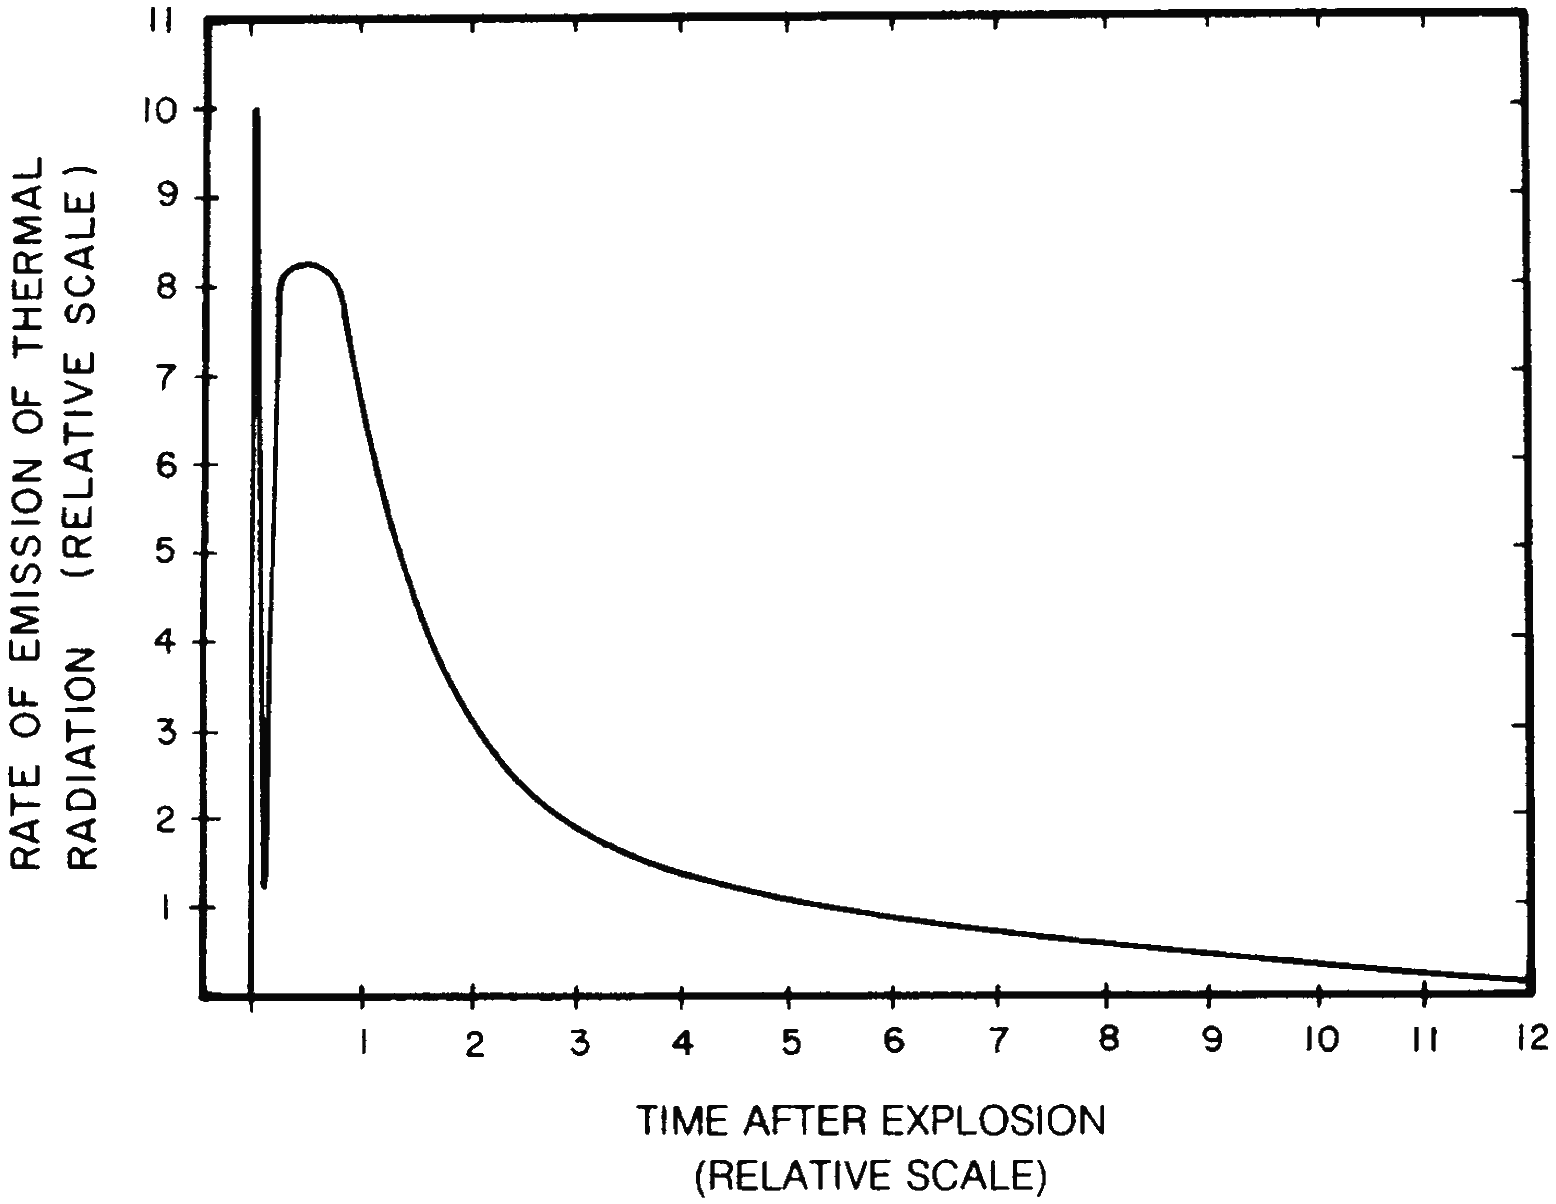 RATE OF EMISSION OF THERMAL
RADIATION (RELATIVE SCALE)
11
10
9
8
7
6
5
4
3
2
1
1 2 3 4 5 6 7 8 9 10 11 12
TIME AFTER EXPLOSION
(RELATIVE SCALE)